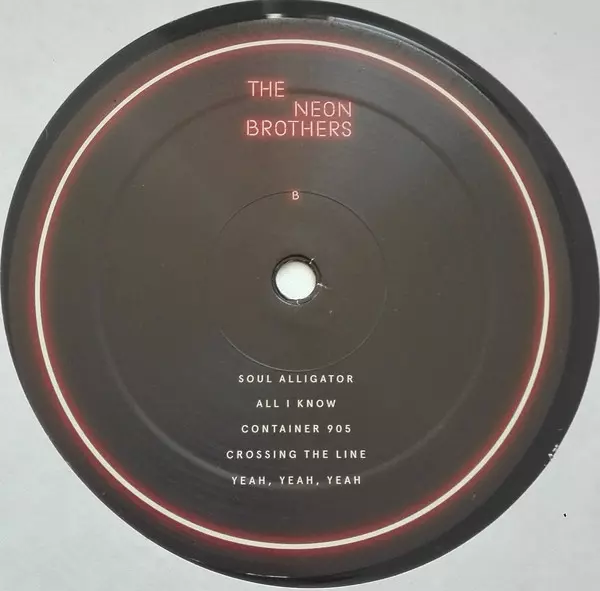 THE
NEON
BROTHERS
B
SOUL ALLIGATOR
ALL I KNOW
CONTAINER 905
CROSSING THE LINE
YEAH, YEAH, YEAH